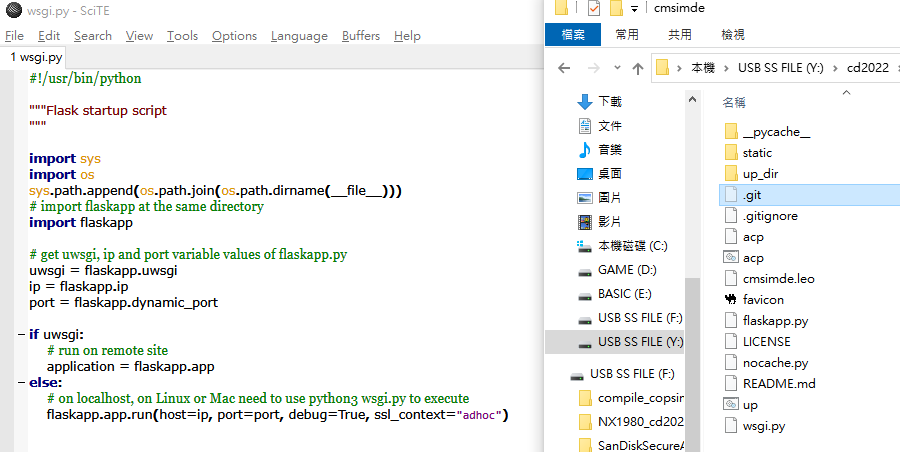 wsgi.py - SciTE
File Edit Search View Tools Options Language Buffers Help
1 wsgi.py
#!/usr/bin/python
"""Flask startup script
"""
import sys
import os
sys.path.append(os.path.join(os.path.dirname(__file__)))
# import flaskapp at the same directory
import flaskapp
# get uwsgi, ip and port variable values of flaskapp.py
uwsgi = flaskapp.uwsgi
ip = flaskapp.ip
port = flaskapp.dynamic_port
if uwsgi:
# run on remote site
application = flaskapp.app
else:
# on localhost, on Linux or Mac need to use python3 wsgi.py to execute
flaskapp.app.run(host=ip, port=port, debug=True, ssl_context="adhoc")
cmsimde
檔案 常用 共用 檢視
本機 > USB SS FILE (Y:) > cd2022 >
下載
文件
音樂
桌面
圖片
影片
本機磁碟 (C:)
GAME (D:)
BASIC (E:)
USB SS FILE (F:)
USB SS FILE (Y:)
USB SS FILE (F:)
compile_copsin
NX1980_cd202
SanDiskSecureA
名稱
__pycache__
static
up_dir
.git
.gitignore
acp
acp
cmsimde.leo
favicon
flaskapp.py
LICENSE
nocache.py
README.md
up
wsgi.py